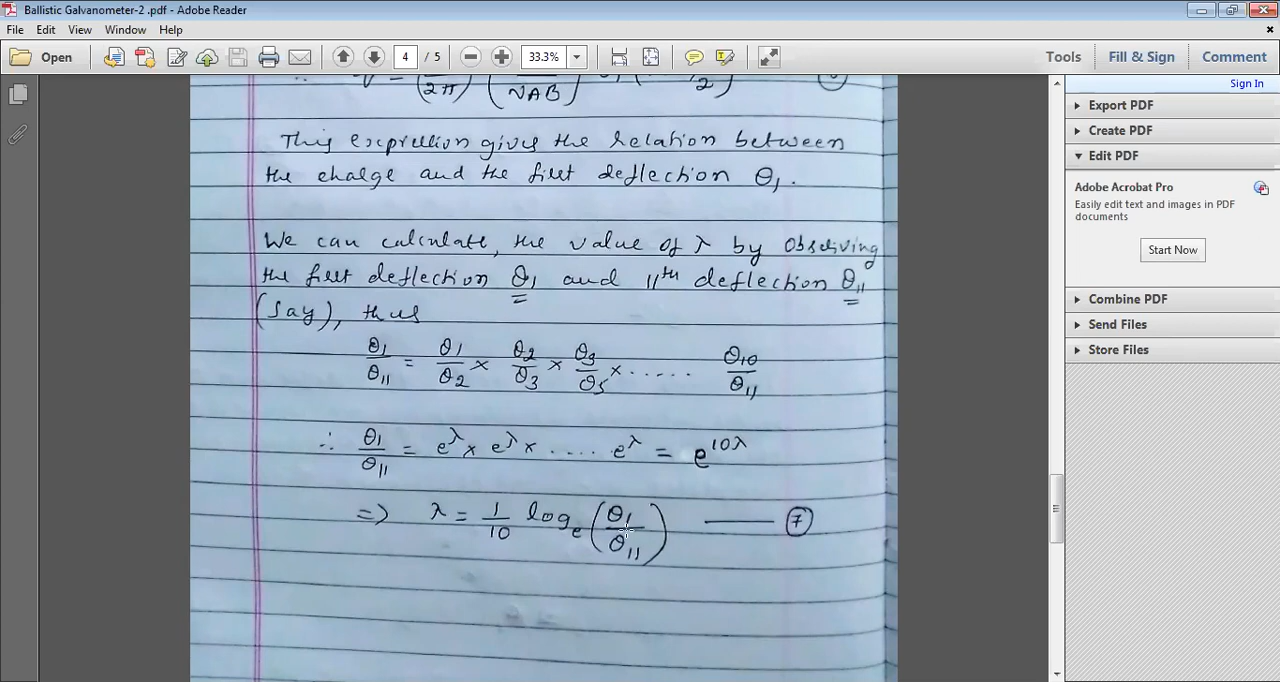 Ballistic Galvanometer-2 .pdf - Adobe Reader
File Edit View Window Help
Open 4 / 5 33.3% Tools Fill & Sign Comment
Sign In
Export PDF
Create PDF
Edit PDF
Adobe Acrobat Pro
Easily edit text and images in PDF
documents
Start Now
Combine PDF
Send Files
Store Files
This expression gives the relation between
the charge and the first deflection θ1.
We can calculate, the value of λ by observing
the first deflection θ1 and 11th deflection θ11
(say), thus
θ1/θ11 = θ1/θ2 × θ2/θ3 × θ3/θ5 × ..... θ10/θ11
∴ θ1/θ11 = e^λ × e^λ × .... e^λ = e^10λ
=> λ = 1/10 log_e (θ1/θ11) —— 7